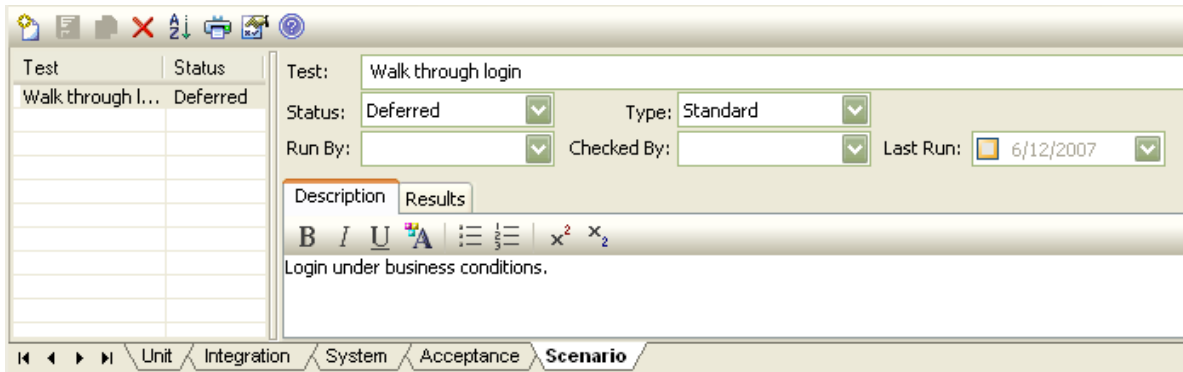 Test Status
Walk through l... Deferred
Test: Walk through login
Status: Deferred Type: Standard
Run By: Checked By: Last Run: 6/12/2007
Description Results
B I U A x² x₂
Login under business conditions.
Unit Integration System Acceptance Scenario